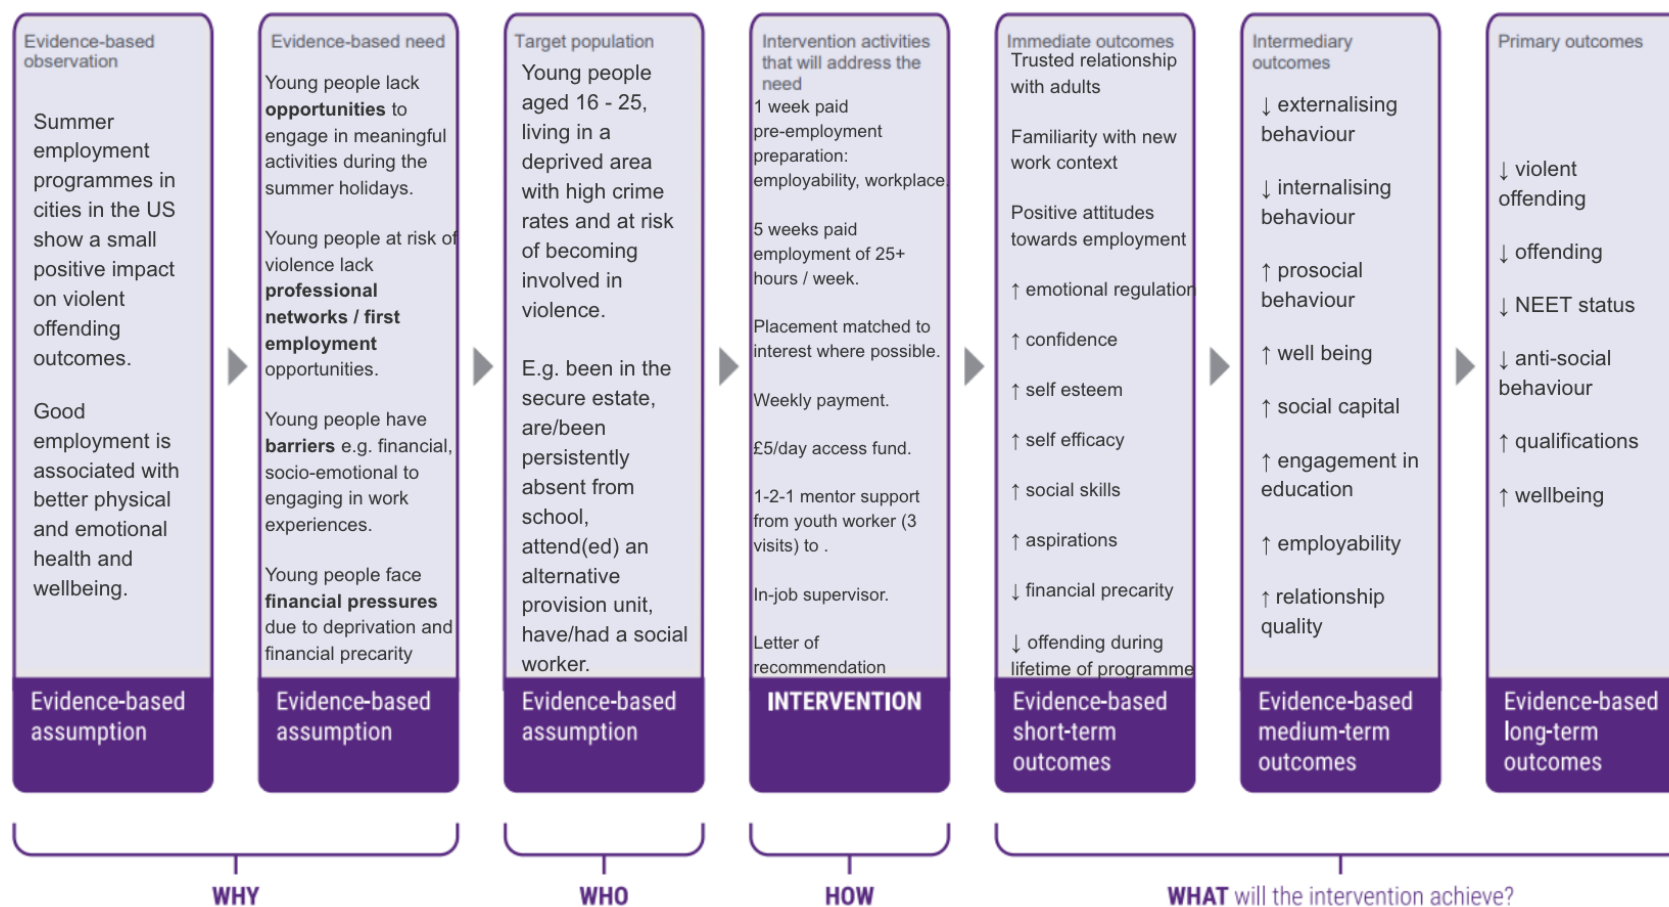 Evidence-based
observation
Summer
employment
programmes in
cities in the US
show a small
positive impact
on violent
offending
outcomes.
Good
employment is
associated with
better physical
and emotional
health and
wellbeing.
Evidence-based
assumption
Evidence-based need
Young people lack
opportunities to
engage in meaningful
activities during the
summer holidays.
Young people at risk of
violence lack
professional
networks / first
employment
opportunities.
Young people have
barriers e.g. financial,
socio-emotional to
engaging in work
experiences.
Young people face
financial pressures
due to deprivation and
financial precarity
Evidence-based
assumption
Target population
Young people
aged 16 - 25,
living in a
deprived area
with high crime
rates and at risk
of becoming
involved in
violence.
E.g. been in the
secure estate,
are/been
persistently
absent from
school,
attend(ed) an
alternative
provision unit,
have/had a social
worker.
Evidence-based
assumption
Intervention activities
that will address the
need
1 week paid
pre-employment
preparation:
employability, workplace.
5 weeks paid
employment of 25+
hours / week.
Placement matched to
interest where possible.
Weekly payment.
£5/day access fund.
1-2-1 mentor support
from youth worker (3
visits) to .
In-job supervisor.
Letter of
recommendation
INTERVENTION
Immediate outcomes
Trusted relationship
with adults
Familiarity with new
work context
Positive attitudes
towards employment
↑ emotional regulation
↑ confidence
↑ self esteem
↑ self efficacy
↑ social skills
↑ aspirations
↓ financial precarity
↓ offending during
lifetime of programme
Evidence-based
short-term
outcomes
Intermediary
outcomes
↓ externalising
behaviour
↓ internalising
behaviour
↑ prosocial
behaviour
↑ well being
↑ social capital
↑ engagement in
education
↑ employability
↑ relationship
quality
Evidence-based
medium-term
outcomes
Primary outcomes
↓ violent
offending
↓ offending
↓ NEET status
↓ anti-social
behaviour
↑ qualifications
↑ wellbeing
Evidence-based
long-term
outcomes
WHY
WHO
HOW
WHAT will the intervention achieve?